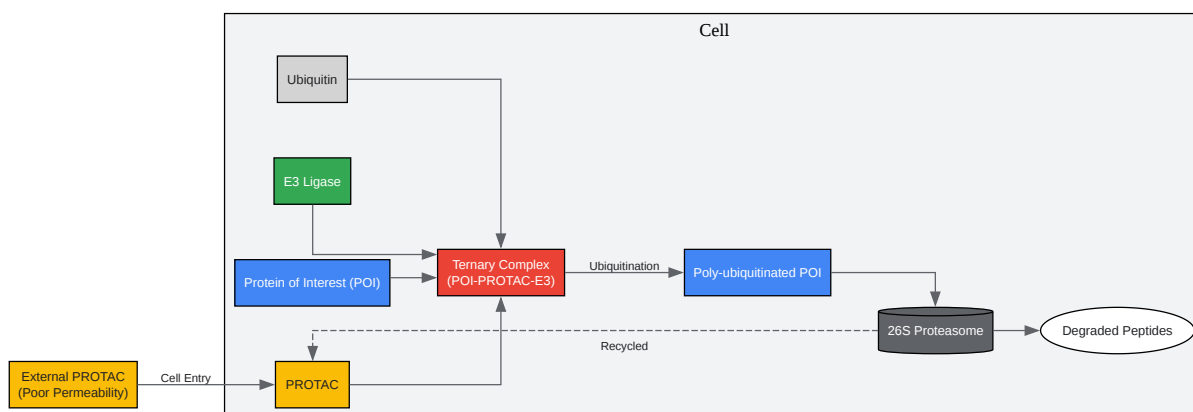 Cell
Ubiquitin
E3 Ligase
Protein of Interest (POI)
Ternary Complex
(POI-PROTAC-E3)
Ubiquitination
Poly-ubiquitinated POI
26S Proteasome
Degraded Peptides
Recycled
External PROTAC
(Poor Permeability)
Cell Entry
PROTAC